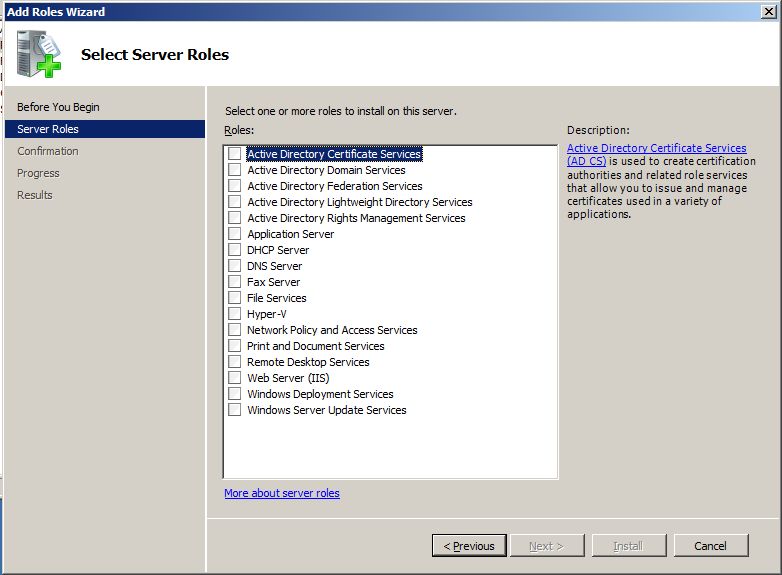 Add Roles Wizard
Select Server Roles
Before You Begin
Server Roles
Confirmation
Progress
Results
Select one or more roles to install on this server.
Roles:
Active Directory Certificate Services
Active Directory Domain Services
Active Directory Federation Services
Active Directory Lightweight Directory Services
Active Directory Rights Management Services
Application Server
DHCP Server
DNS Server
Fax Server
File Services
Hyper-V
Network Policy and Access Services
Print and Document Services
Remote Desktop Services
Web Server (IIS)
Windows Deployment Services
Windows Server Update Services
More about server roles
Description:
Active Directory Certificate Services
(AD CS) is used to create certification
authorities and related role services
that allow you to issue and manage
certificates used in a variety of
applications.
< Previous
Next >
Install
Cancel